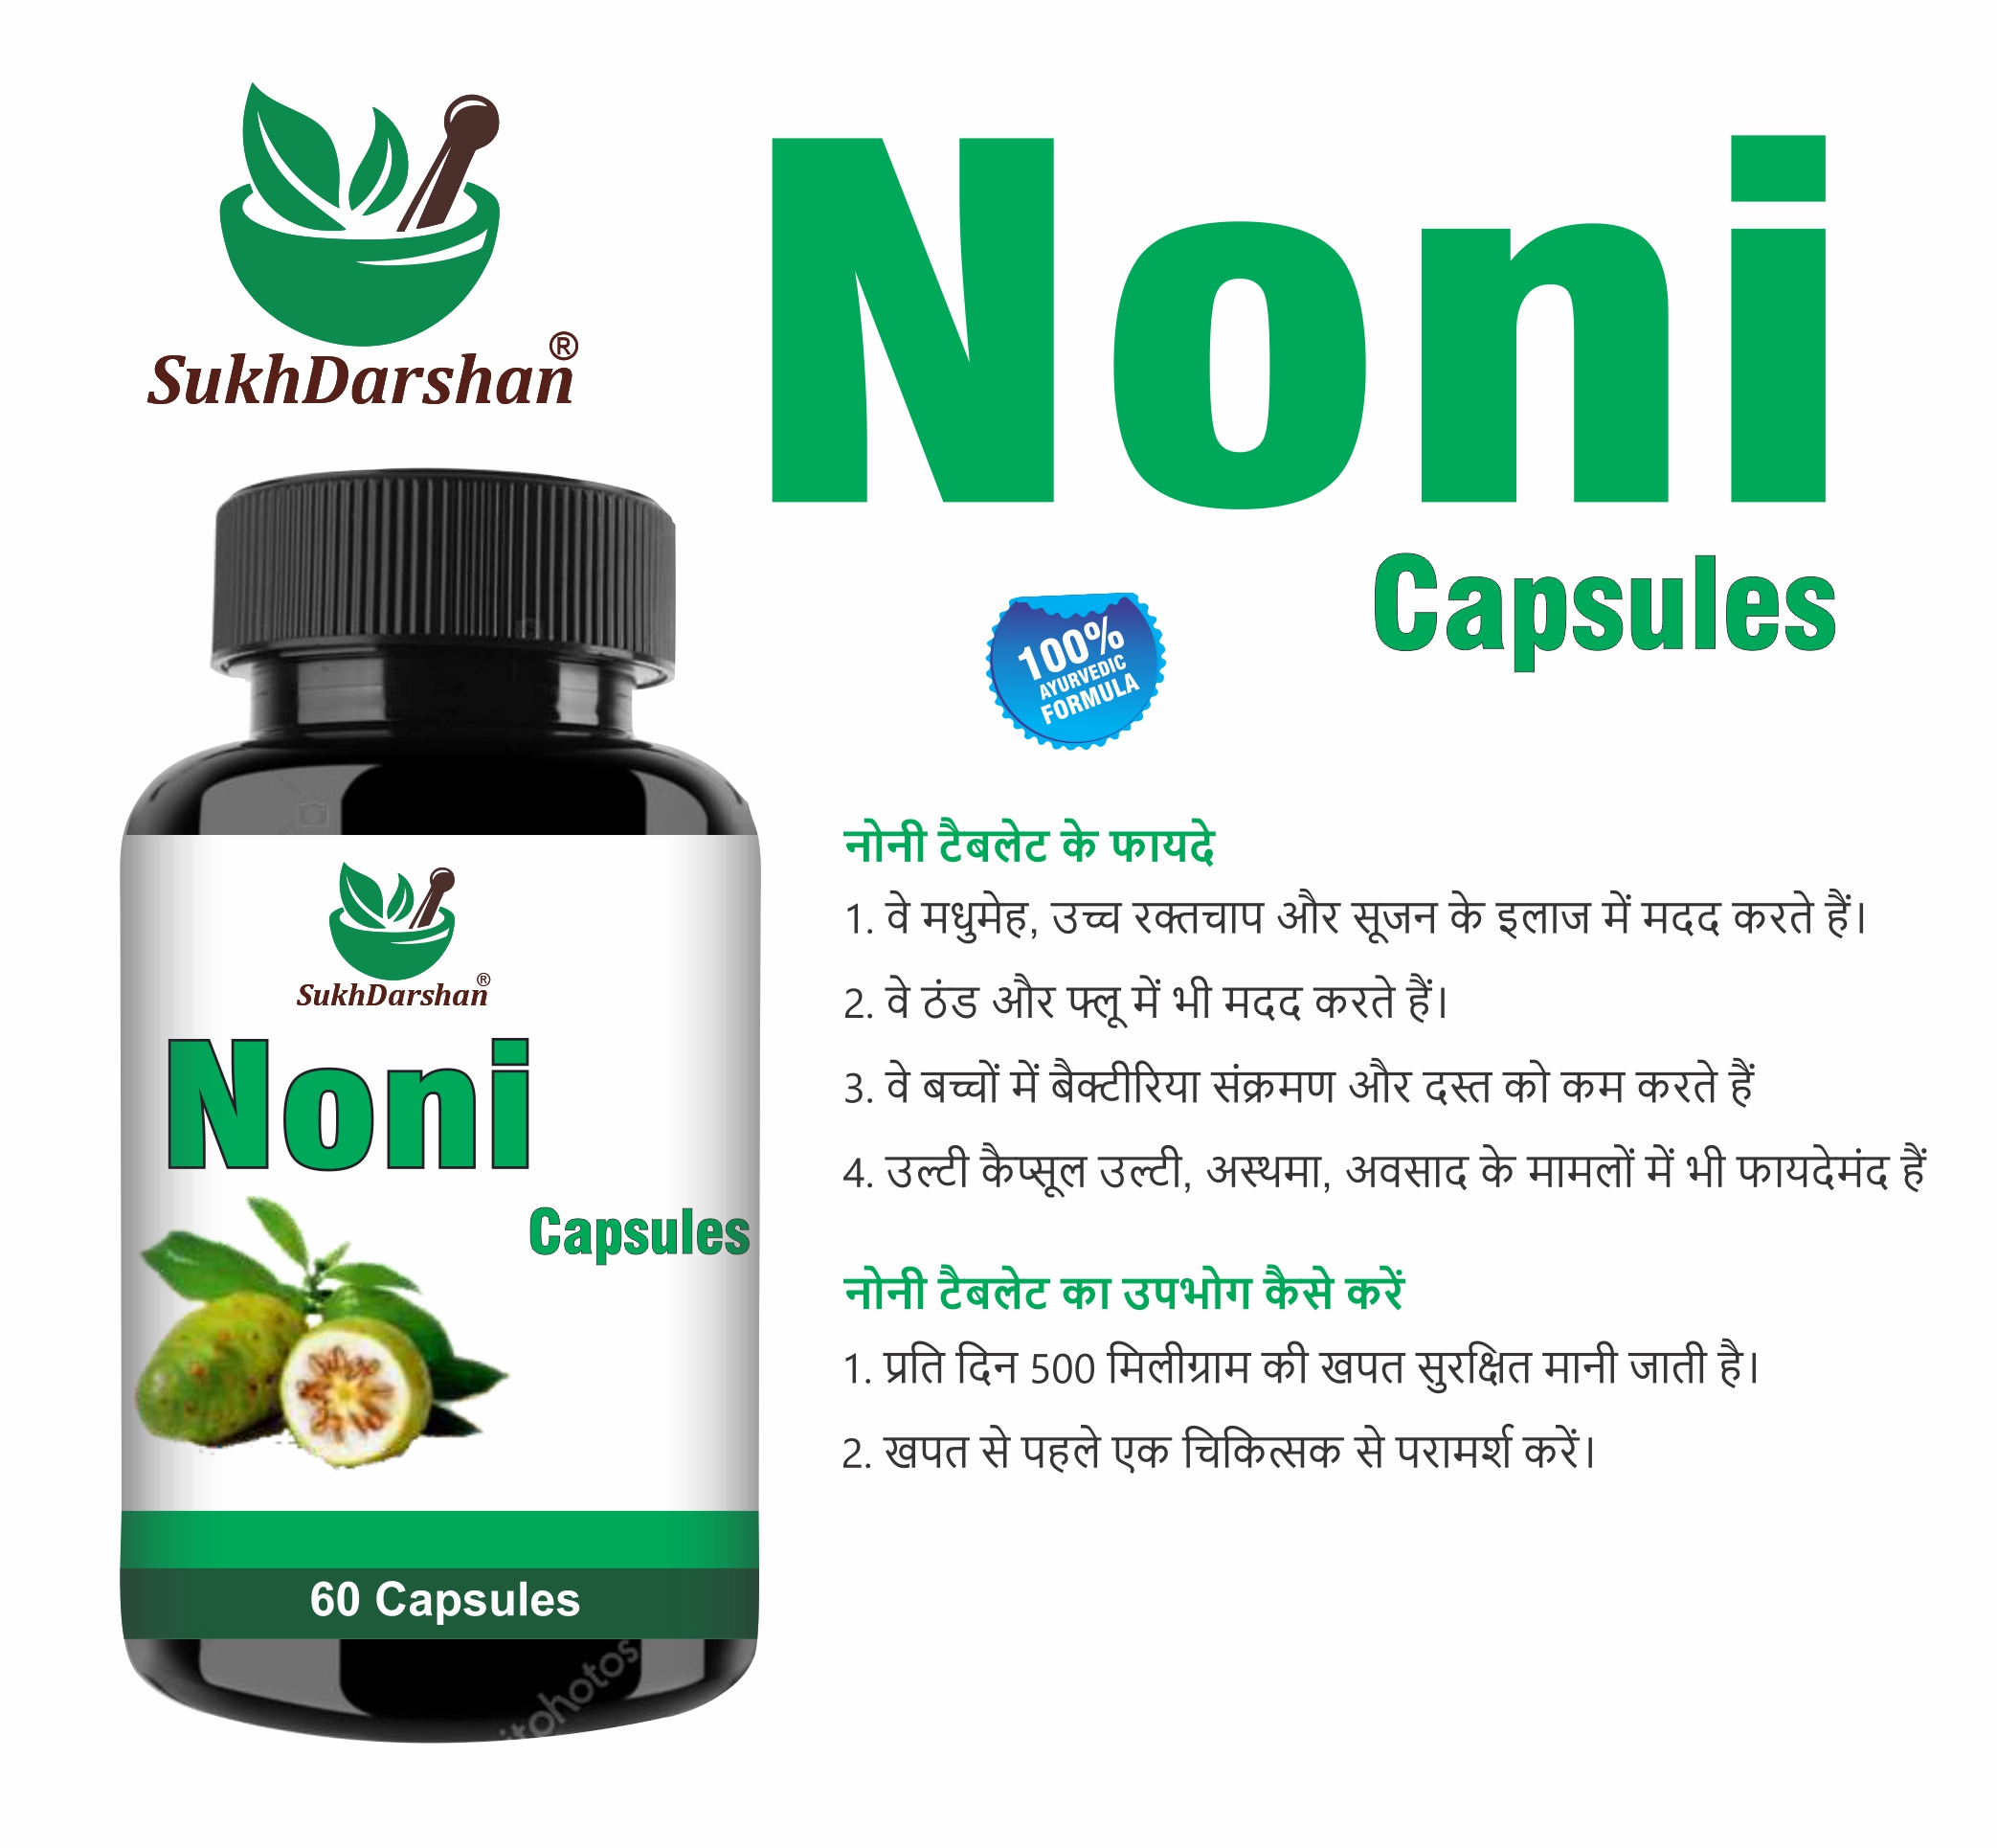 SukhDarshan®
Noni
Capsules
100%
AYURVEDIC
FORMULA
नोनी टैबलेट के फायदे
1. वे मधुमेह, उच्च रक्तचाप और सूजन के इलाज में मदद करते हैं।
2. वे ठंड और फ्लू में भी मदद करते हैं।
3. वे बच्चों में बैक्टीरिया संक्रमण और दस्त को कम करते हैं
4. उल्टी कैप्सूल उल्टी, अस्थमा, अवसाद के मामलों में भी फायदेमंद हैं
नोनी टैबलेट का उपभोग कैसे करें
1. प्रति दिन 500 मिलीग्राम की खपत सुरक्षित मानी जाती है।
2. खपत से पहले एक चिकित्सक से परामर्श करें।
SukhDarshan®
Noni
Capsules
60 Capsules